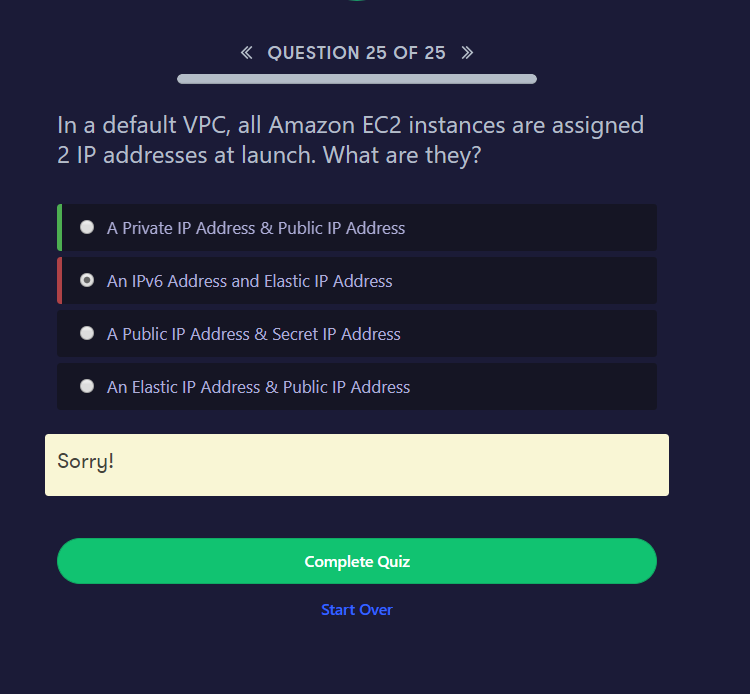 « QUESTION 25 OF 25 »
In a default VPC, all Amazon EC2 instances are assigned
2 IP addresses at launch. What are they?
A Private IP Address & Public IP Address
An IPv6 Address and Elastic IP Address
A Public IP Address & Secret IP Address
An Elastic IP Address & Public IP Address
Sorry!
Complete Quiz
Start Over